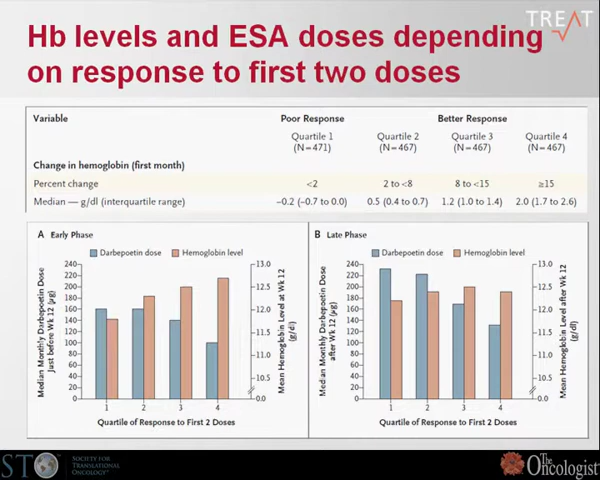 TREAT
Hb levels and ESA doses depending
on response to first two doses
Variable Poor Response Better Response
Quartile 1 Quartile 2 Quartile 3 Quartile 4
(N=471) (N=467) (N=467) (N=467)
Change in hemoglobin (first month)
Percent change <2 2 to <8 8 to <15 ≥15
Median — g/dl (interquartile range) −0.2 (−0.7 to 0.0) 0.5 (0.4 to 0.7) 1.2 (1.0 to 1.4) 2.0 (1.7 to 2.6)
A Early Phase
Darbepoetin dose Hemoglobin level
Median Monthly Darbepoetin Dose
Just before Wk 12 (μg)
240
220
200
180
160
140
120
100
80
60
40
20
0
13.0
12.5
12.0
11.5
11.0
10.5
0.0
Mean Hemoglobin Level at Wk 12
(g/dl)
1 2 3 4
Quartile of Response to First 2 Doses
B Late Phase
Darbepoetin dose Hemoglobin level
Median Monthly Darbepoetin Dose
after Wk 12 (μg)
240
220
200
180
160
140
120
100
80
60
40
20
0
13.0
12.5
12.0
11.5
11.0
10.5
0.0
Mean Hemoglobin Level after Wk 12
(g/dl)
1 2 3 4
Quartile of Response to First 2 Doses
STO
SOCIETY FOR
TRANSLATIONAL
ONCOLOGY
The
Oncologist